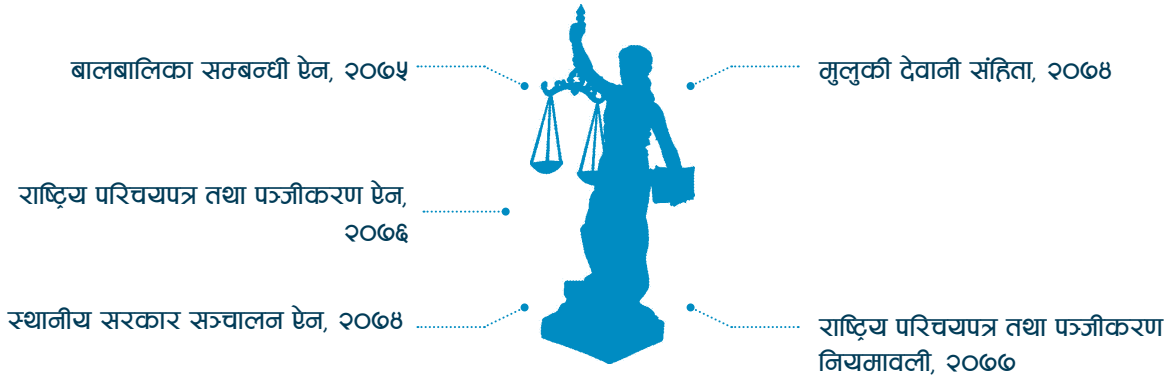 बालबालिका सम्बन्धी ऐन, २०७५
मुलुकी देवानी संहिता, २०७४
राष्ट्रिय परिचयपत्र तथा पञ्जीकरण ऐन,
२०७६
स्थानीय सरकार सञ्चालन ऐन, २०७४
राष्ट्रिय परिचयपत्र तथा पञ्जीकरण
नियमावली, २०७७